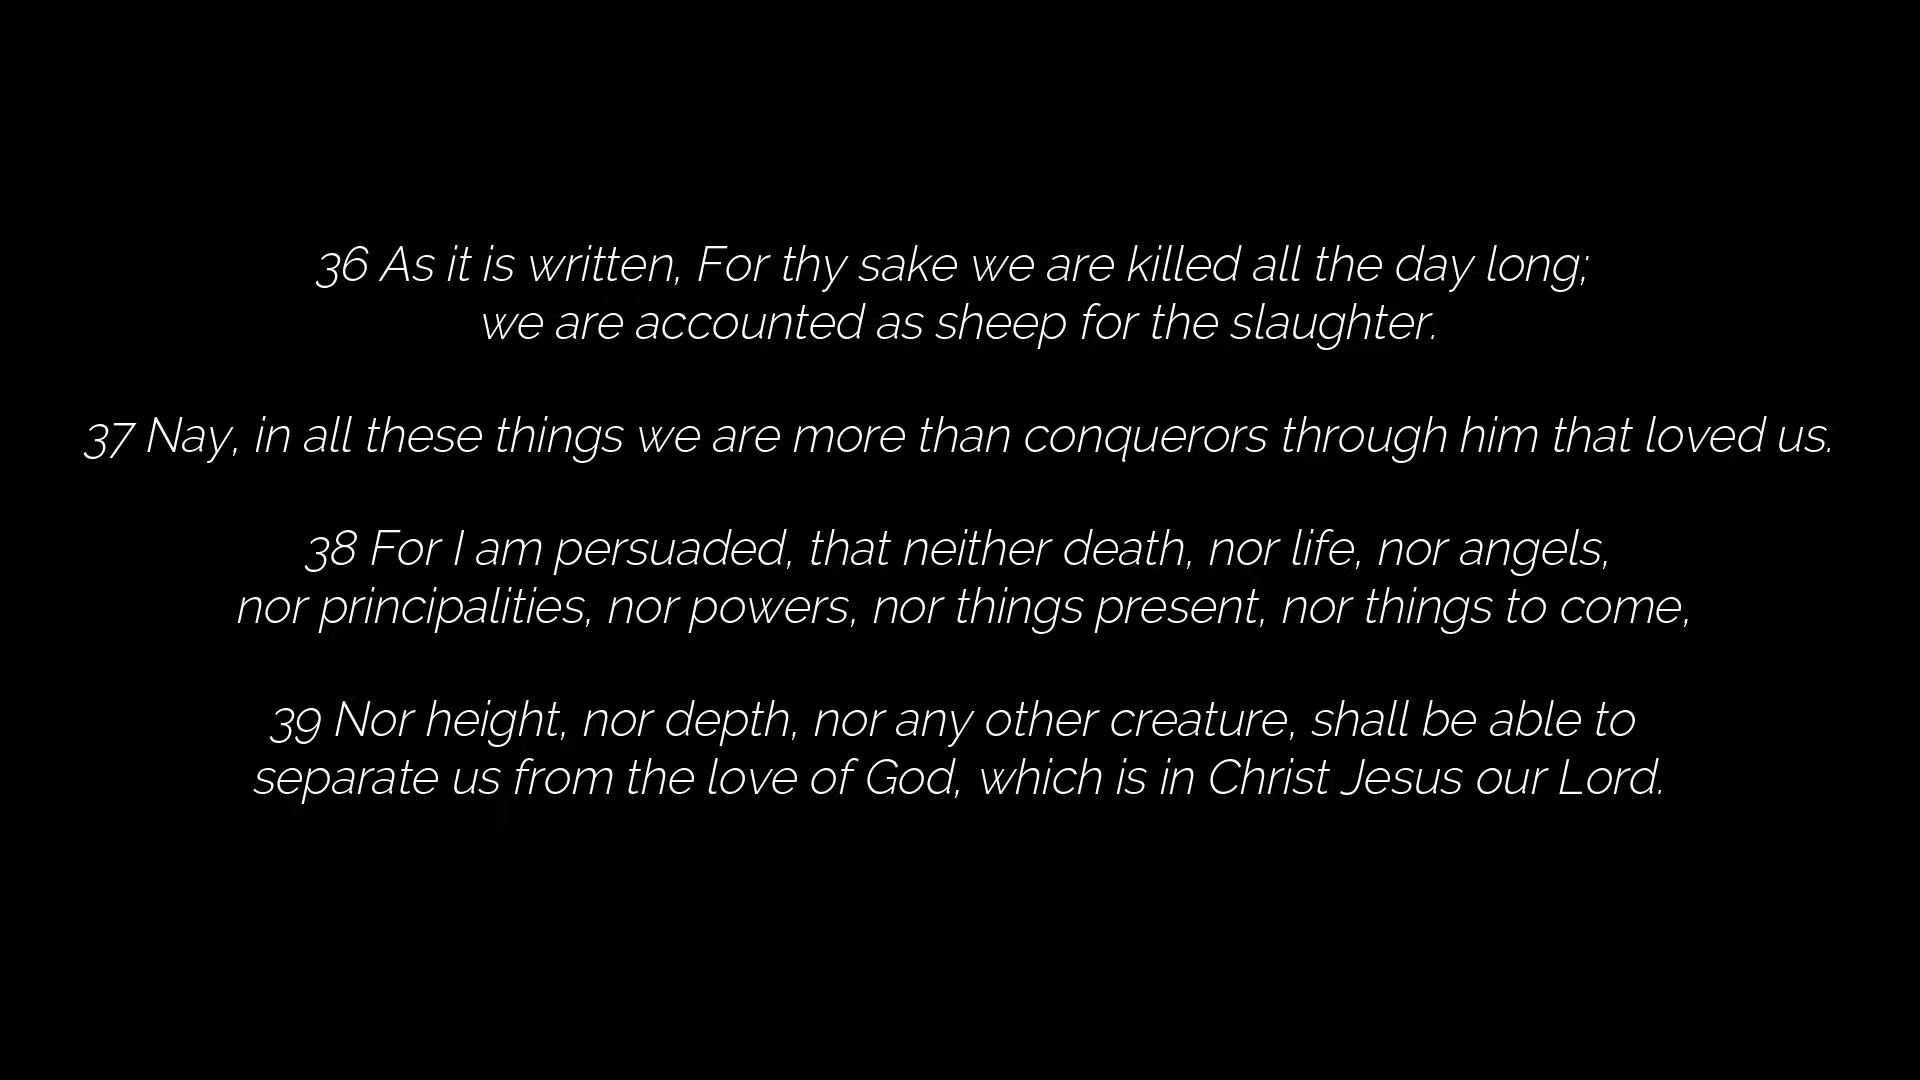 36 As it is written, For thy sake we are killed all the day long;
we are accounted as sheep for the slaughter.
37 Nay, in all these things we are more than conquerors through him that loved us.
38 For I am persuaded, that neither death, nor life, nor angels,
nor principalities, nor powers, nor things present, nor things to come,
39 Nor height, nor depth, nor any other creature, shall be able to
separate us from the love of God, which is in Christ Jesus our Lord.